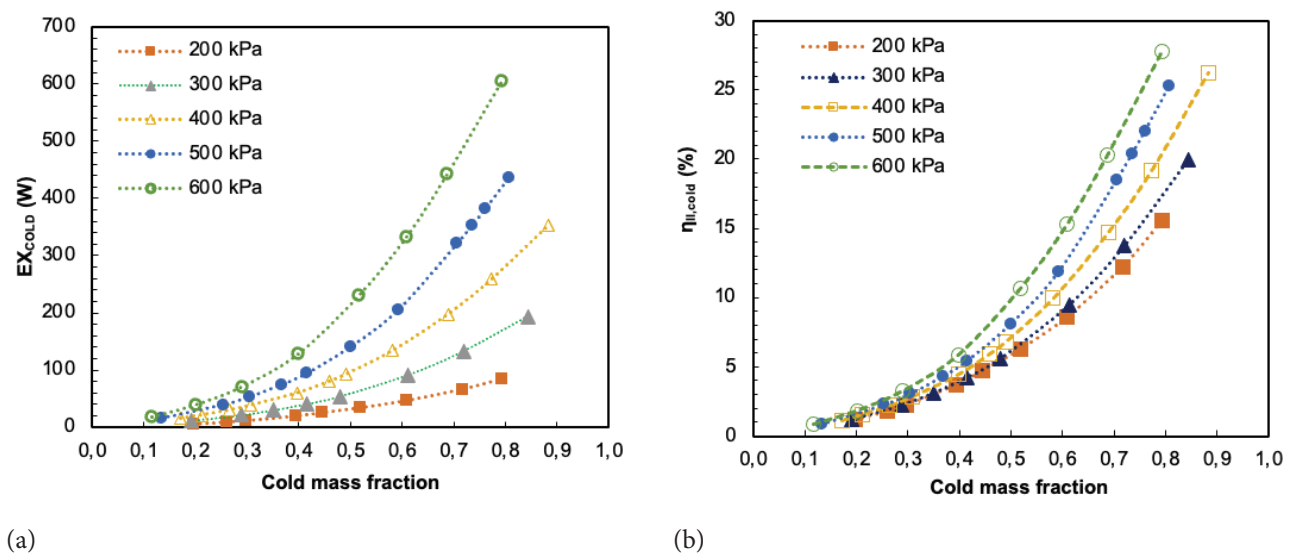 700
600
500
400
300
200
100
0
EX_COLD (W)
200 kPa
300 kPa
400 kPa
500 kPa
600 kPa
0,0 0,1 0,2 0,3 0,4 0,5 0,6 0,7 0,8 0,9 1,0
Cold mass fraction
(a)
30
25
20
15
10
5
0
η_II,cold (%)
200 kPa
300 kPa
400 kPa
500 kPa
600 kPa
0,0 0,1 0,2 0,3 0,4 0,5 0,6 0,7 0,8 0,9 1,0
Cold mass fraction
(b)